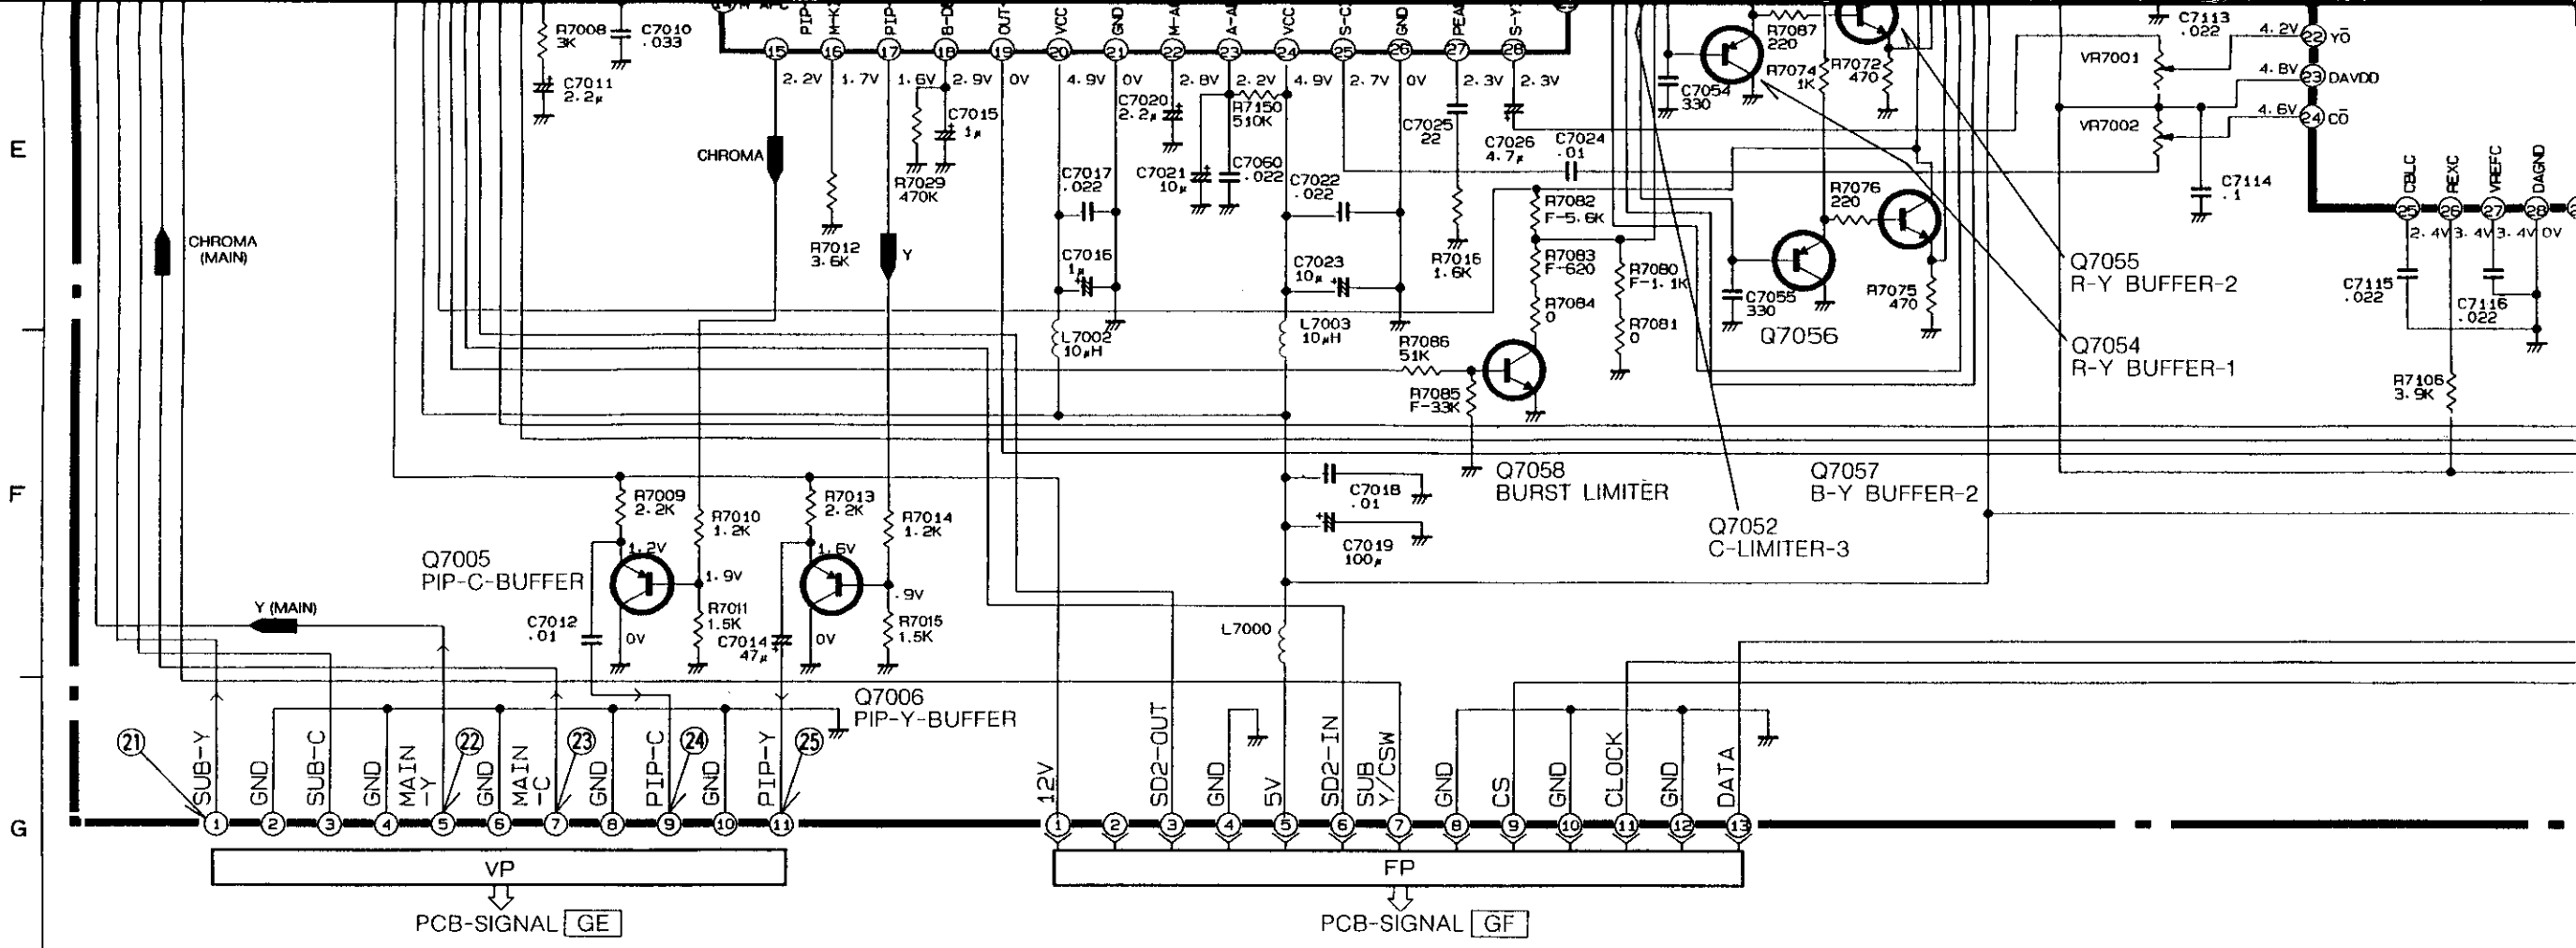 R7008
3K
C7010
.033
C7011
2.2μ
M-APC
PIP
M-K
PIP
B-D
OUT
VCC
GND
M-A
A-A
VCC
S-C
GND
PEA
S-Y
15
16
17
18
19
20
21
22
23
24
25
26
27
28
2.2V
1.7V
1.6V
2.9V
0V
4.9V
0V
2.8V
2.2V
4.9V
2.7V
0V
2.3V
2.3V
E
CHROMA
CHROMA
(MAIN)
R7012
3.6K
Y
R7029
470K
C7015
1μ
C7017
.022
C7016
1μ
L7002
10μH
C7020
2.2μ
C7021
10μ
C7060
.022
R7150
510K
C7022
.022
C7023
10μ
L7003
10μH
C7025
22
R7016
1.6K
C7026
4.7μ
C7024
.01
R7082
F-5.6K
R7083
F-620
R7084
0
R7080
F-1.1K
R7081
0
R7086
51K
R7085
F-33K
C7054
330
R7087
220
R7074
1K
R7072
470
R7076
220
C7055
330
Q7056
R7075
470
Q7055
R-Y BUFFER-2
Q7054
R-Y BUFFER-1
C7113
.022
VR7001
VR7002
4.2V
22
YO
4.8V
23
DAVDD
4.6V
24
CO
C7114
.1
CBLC
REXC
VREFC
DAGND
25
26
27
28
2.4V
3.4V
3.4V
0V
C7115
.022
C7116
.022
R7106
3.9K
F
R7009
2.2K
R7010
1.2K
R7013
2.2K
R7014
1.2K
1.2V
1.6V
Q7005
PIP-C-BUFFER
1.9V
.9V
Y (MAIN)
C7012
.01
0V
R7011
1.5K
C7014
47μ
0V
R7015
1.5K
Q7006
PIP-Y-BUFFER
C7018
.01
C7019
100μ
L7000
Q7058
BURST LIMITER
Q7057
B-Y BUFFER-2
Q7052
C-LIMITER-3
G
21
22
23
24
25
SUB-Y
GND
SUB-C
GND
MAIN
-Y
GND
MAIN
-C
GND
PIP-C
GND
PIP-Y
1
2
3
4
5
6
7
8
9
10
11
VP
PCB-SIGNAL GE
12V
SD2-OUT
GND
5V
SD2-IN
SUB
Y/CSW
GND
CS
GND
CLOCK
GND
DATA
1
2
3
4
5
6
7
8
9
10
11
12
13
FP
PCB-SIGNAL GF